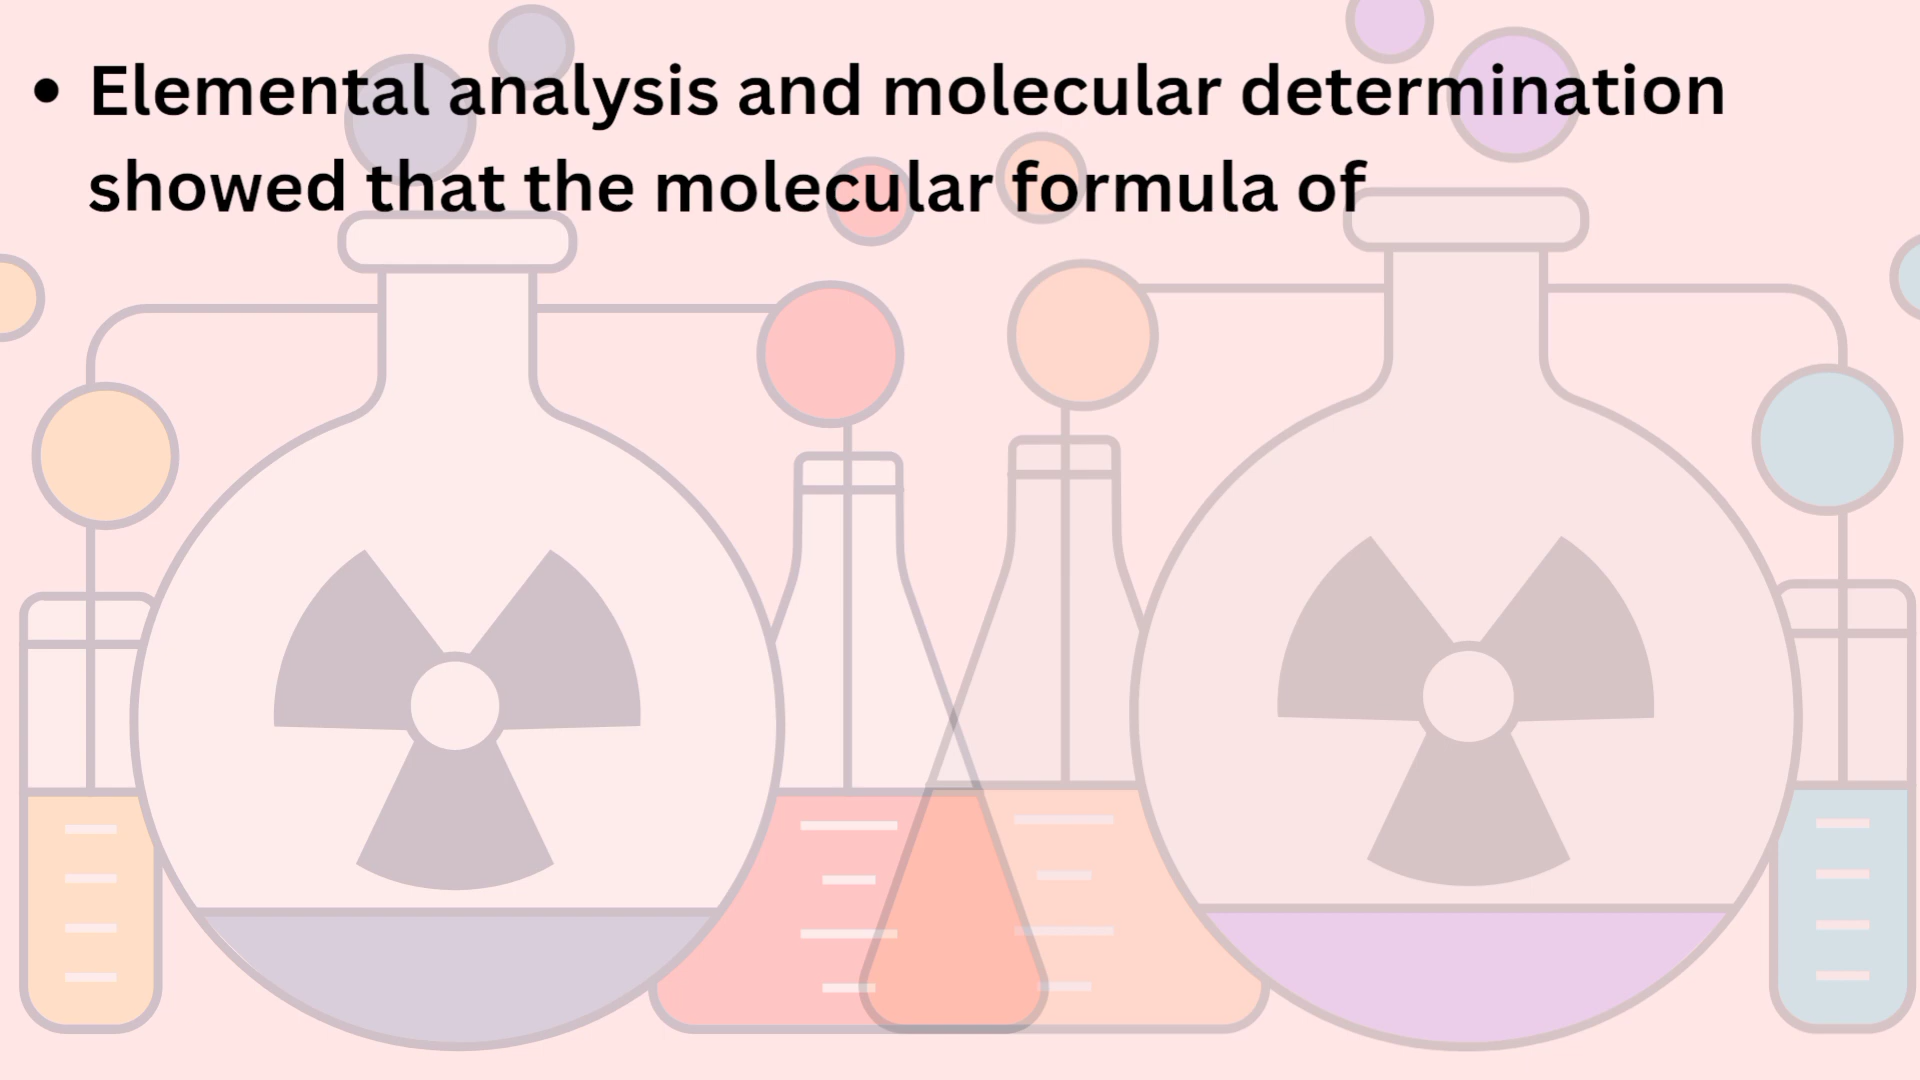 • Elemental analysis and molecular determination
showed that the molecular formula of